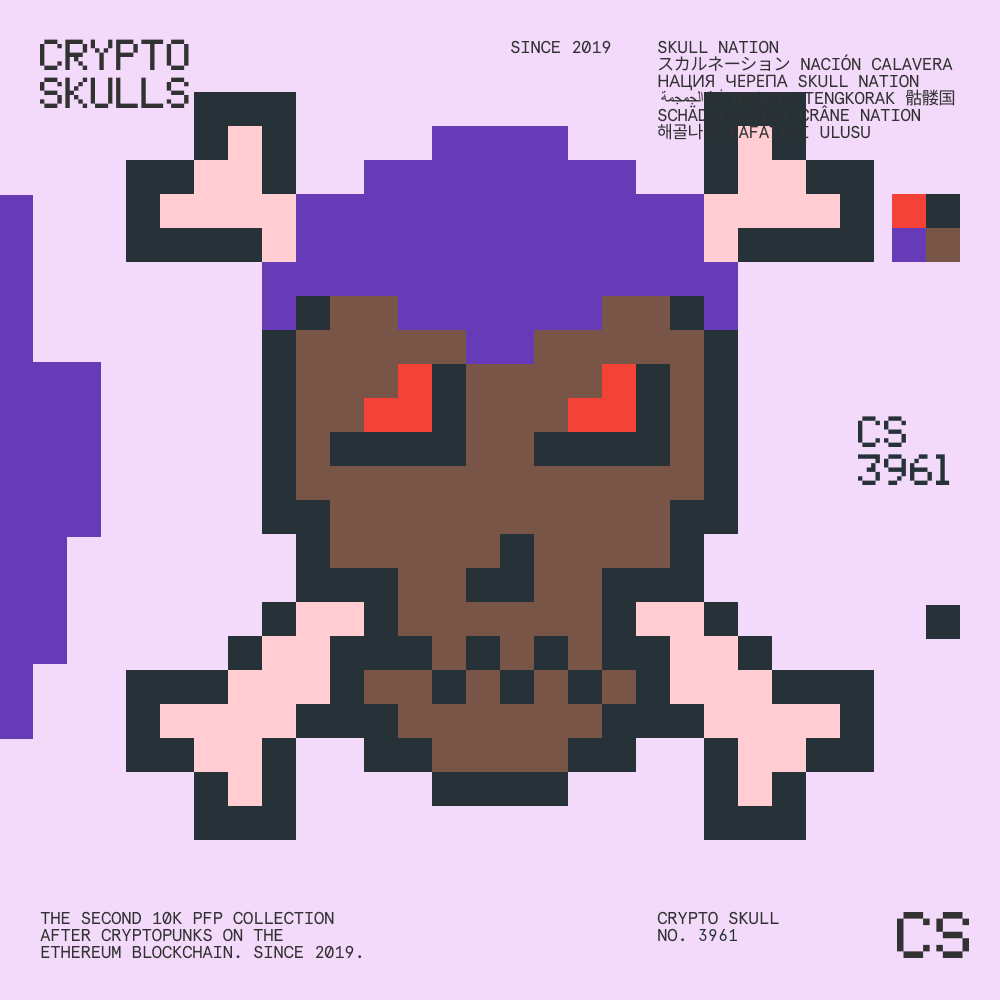 CRYPTO
SKULLS
SINCE 2019
SKULL NATION
スカルネーション NACIÓN CALAVERA
НАЦИЯ ЧЕРЕПА SKULL NATION
الجمجمة TENGKORAK 骷髅国
CRÂNE NATION
해골나 ULUSU
CS
3961
THE SECOND 10K PFP COLLECTION
AFTER CRYPTOPUNKS ON THE
ETHEREUM BLOCKCHAIN. SINCE 2019.
CRYPTO SKULL
NO. 3961
CS